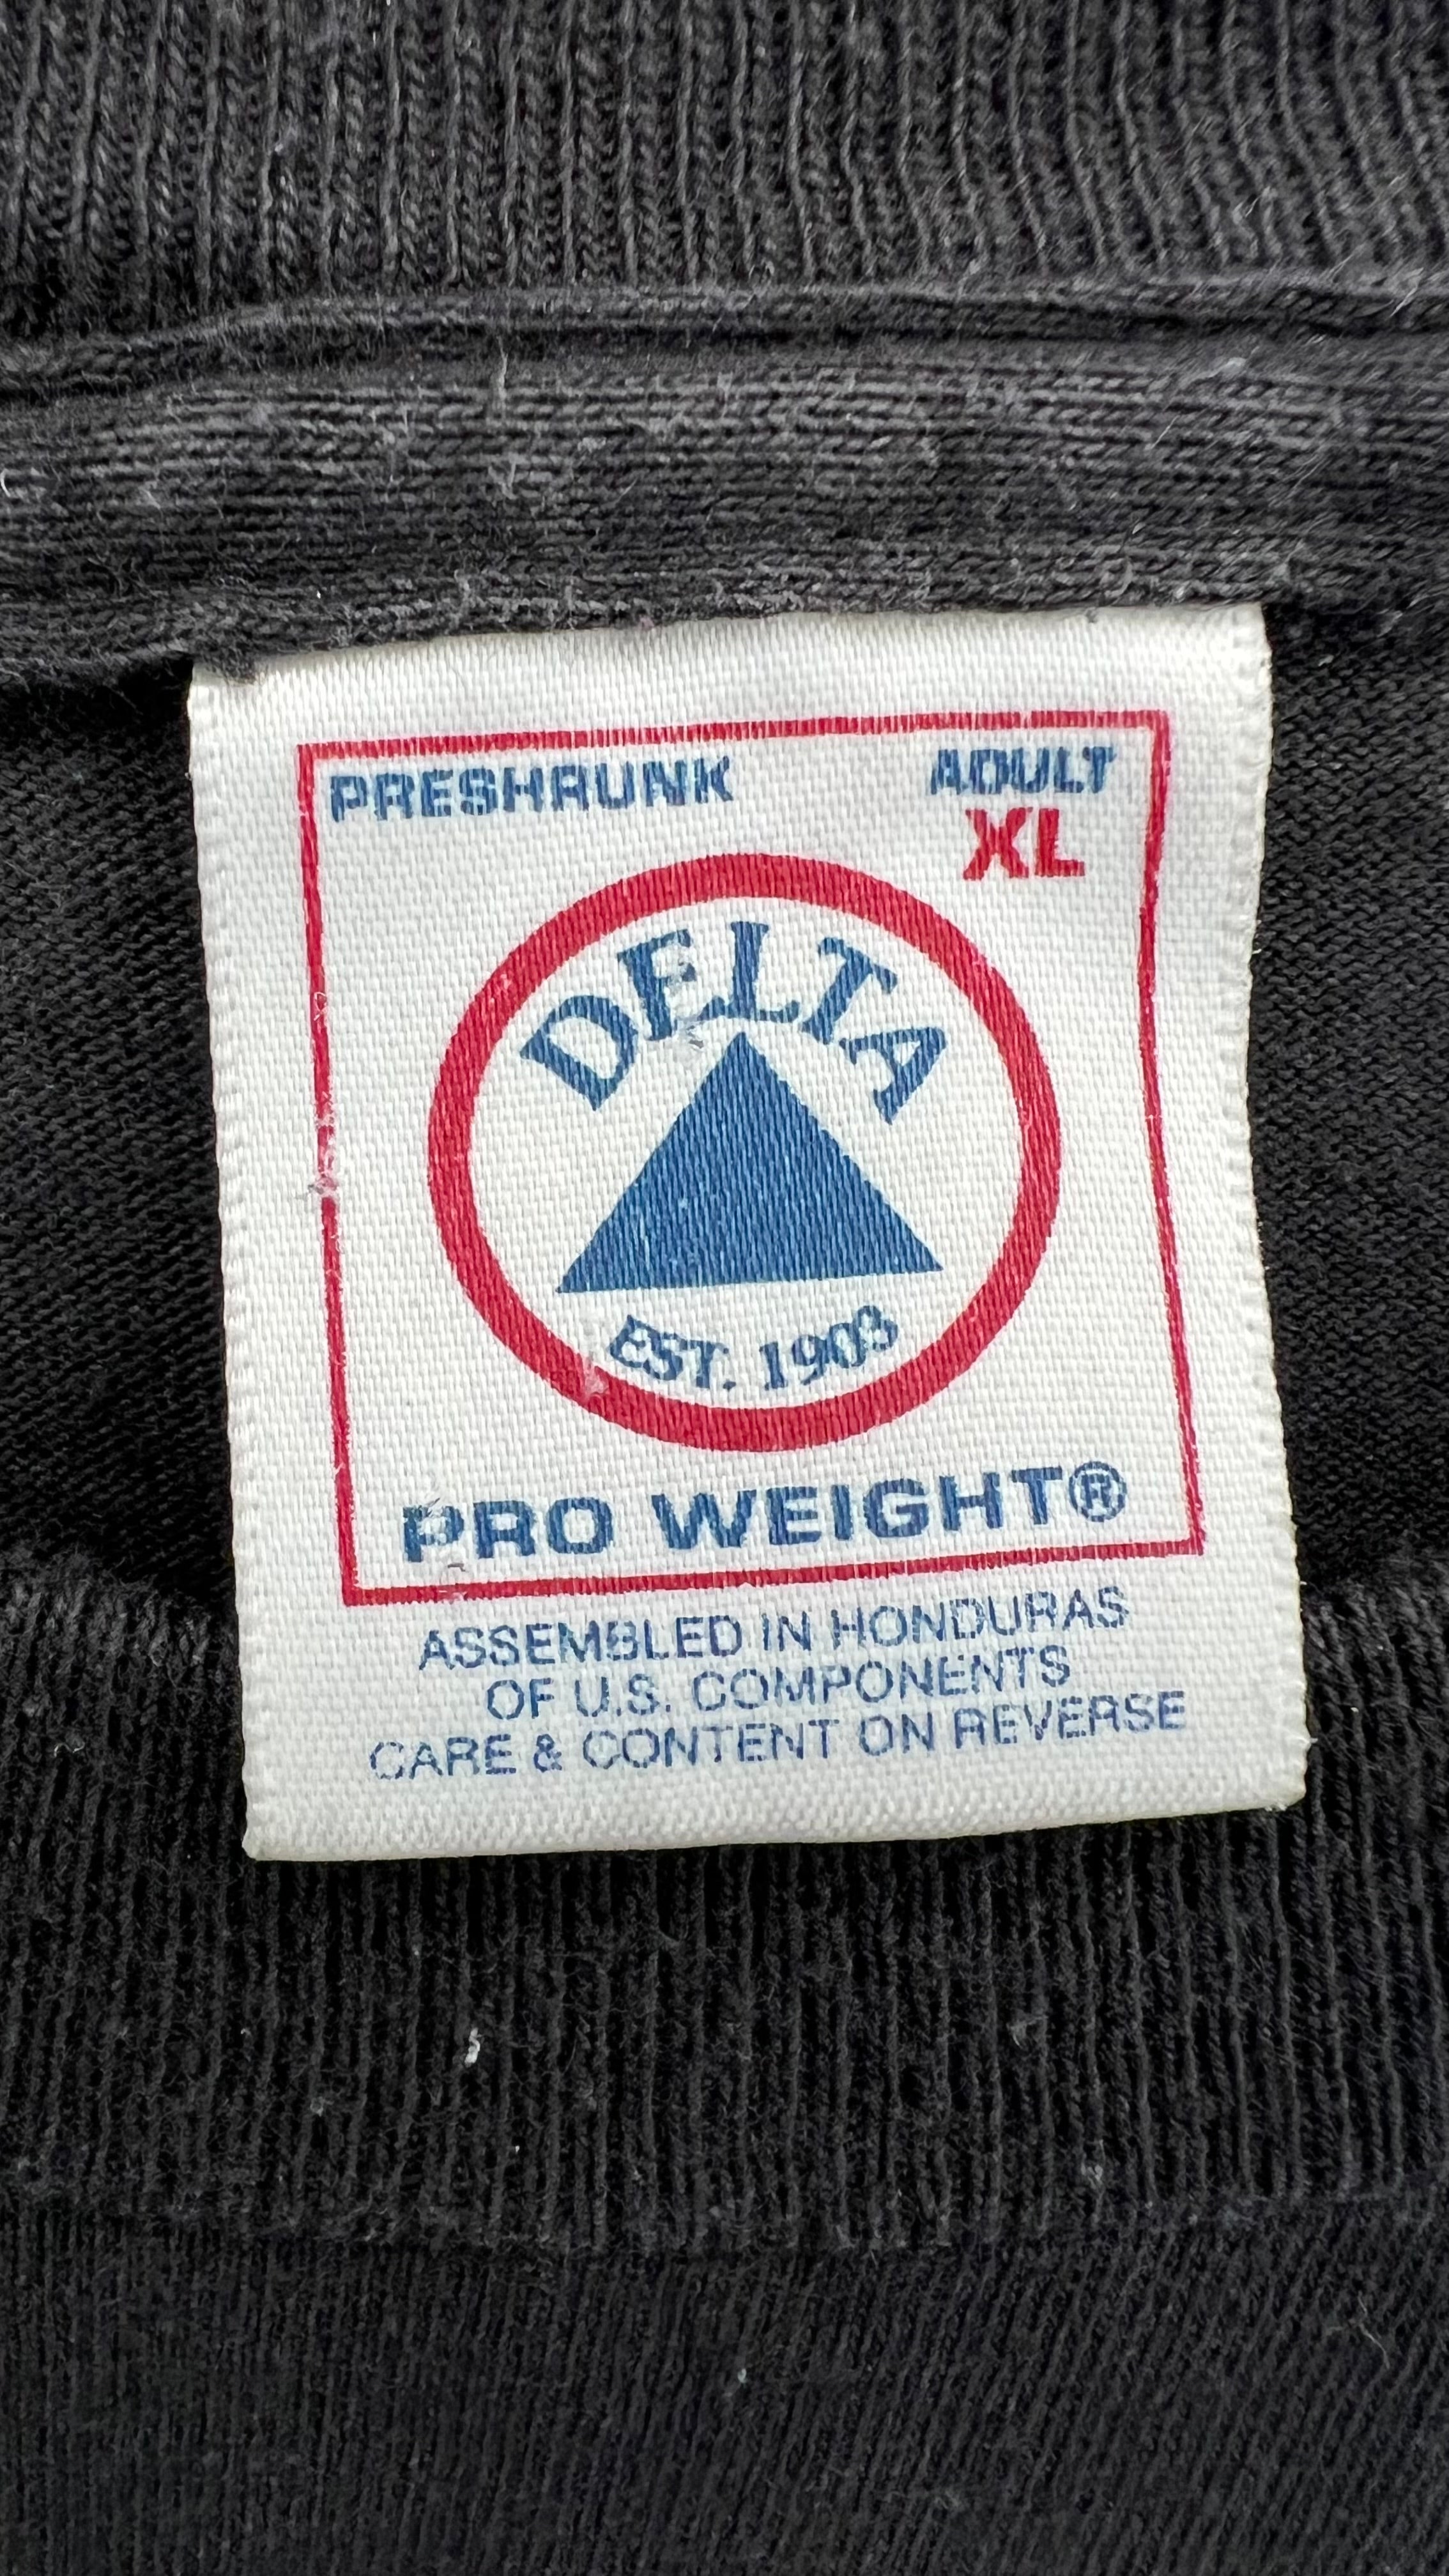 PRESHRUNK
ADULT
XL
DELTA
EST. 1903
PRO WEIGHT®
ASSEMBLED IN HONDURAS
OF U.S. COMPONENTS
CARE & CONTENT ON REVERSE